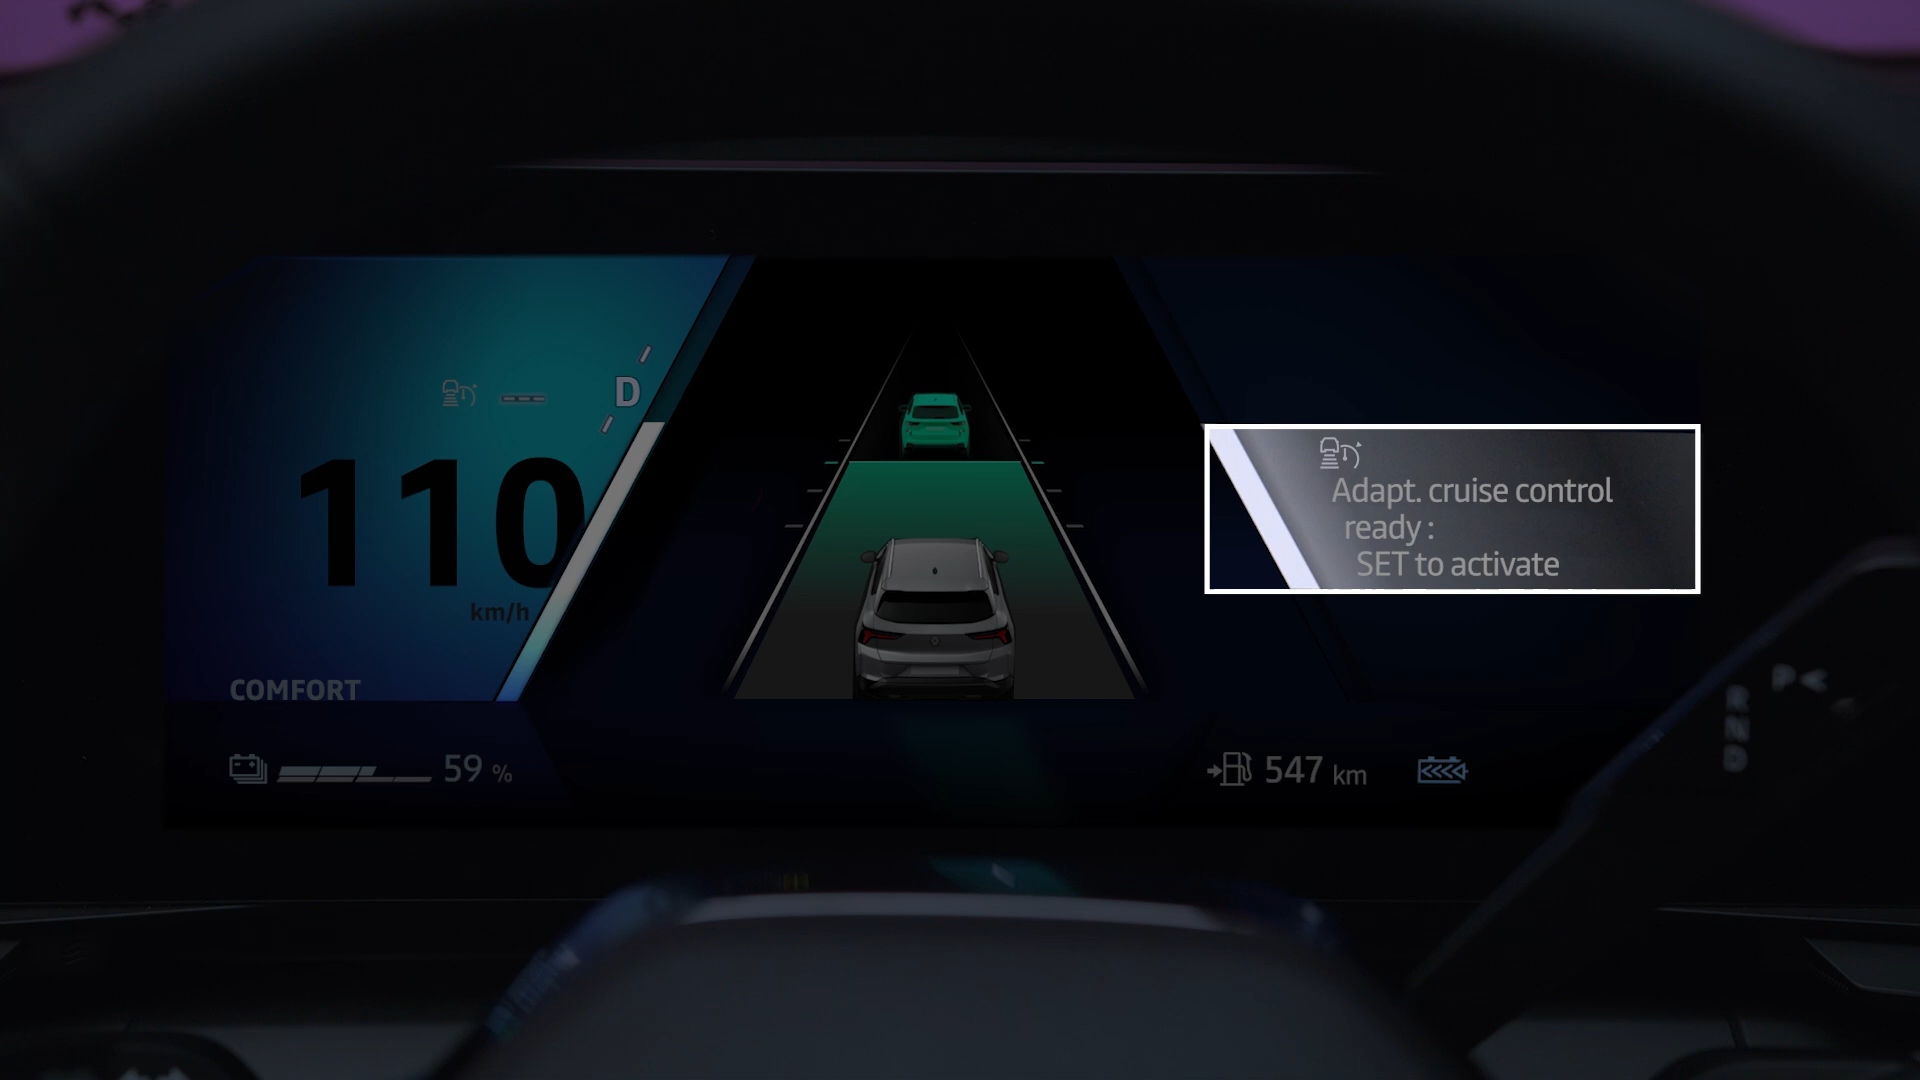 D
110
km/h
COMFORT
59 %
Adapt. cruise control
ready :
SET to activate
547 km
P
R
N
D